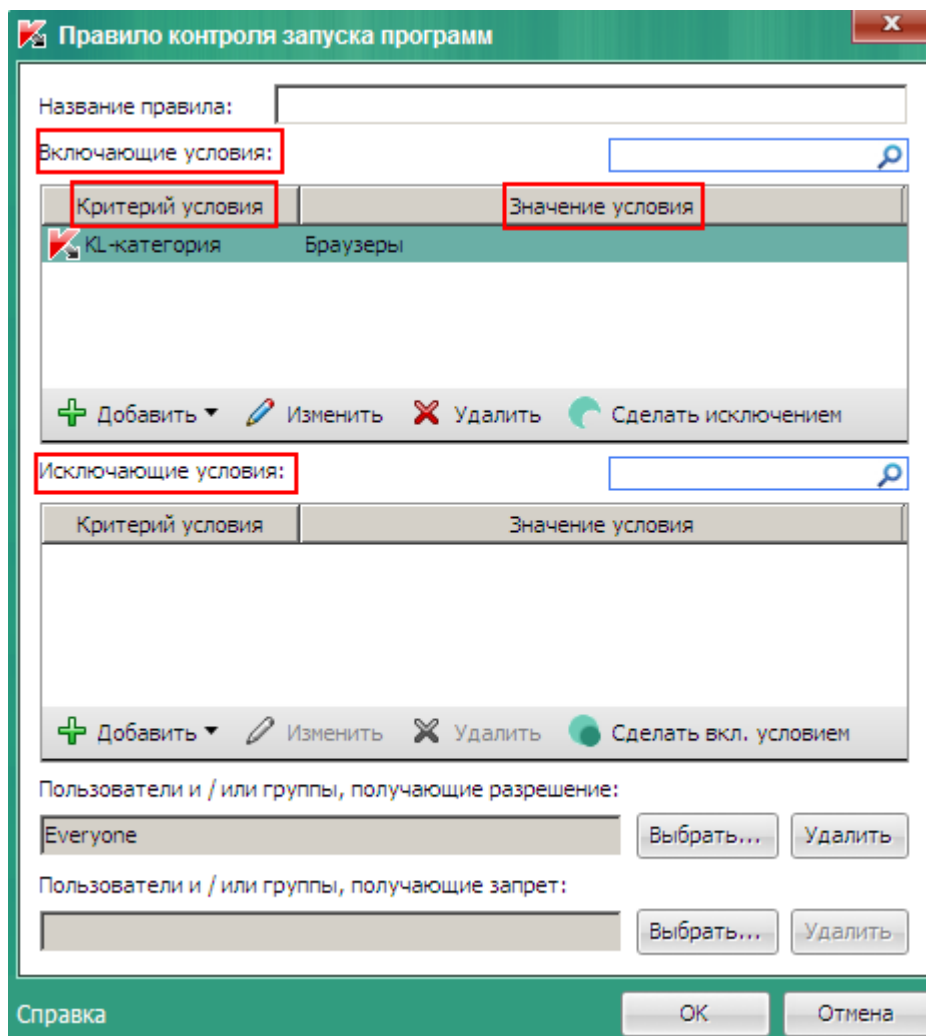 Правило контроля запуска программ
x
Название правила:
Включающие условия:
Критерий условия Значение условия
KL-категория Браузеры
Добавить Изменить Удалить Сделать исключением
Исключающие условия:
Критерий условия Значение условия
Добавить Изменить Удалить Сделать вкл. условием
Пользователи и / или группы, получающие разрешение:
Everyone Выбрать... Удалить
Пользователи и / или группы, получающие запрет:
Выбрать... Удалить
Справка OK Отмена